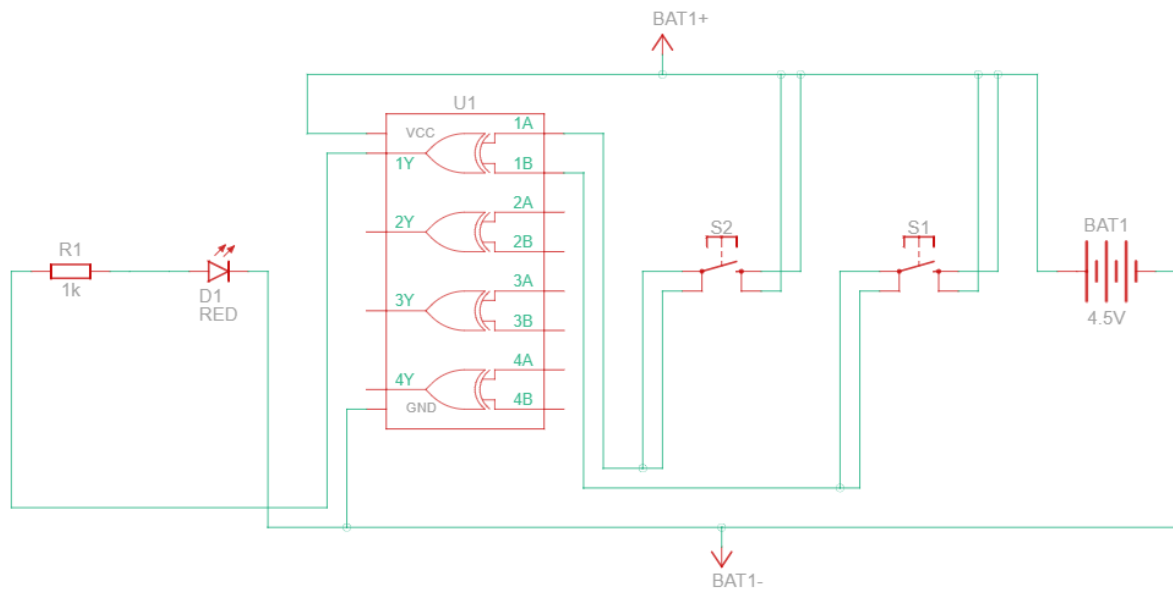 BAT1+
U1
VCC
1A
1Y
1B
2A
2Y
2B
S2
S1
BAT1
R1
3A
1k
D1
3Y
4.5V
RED
3B
4A
4Y
GND
4B
BAT1-